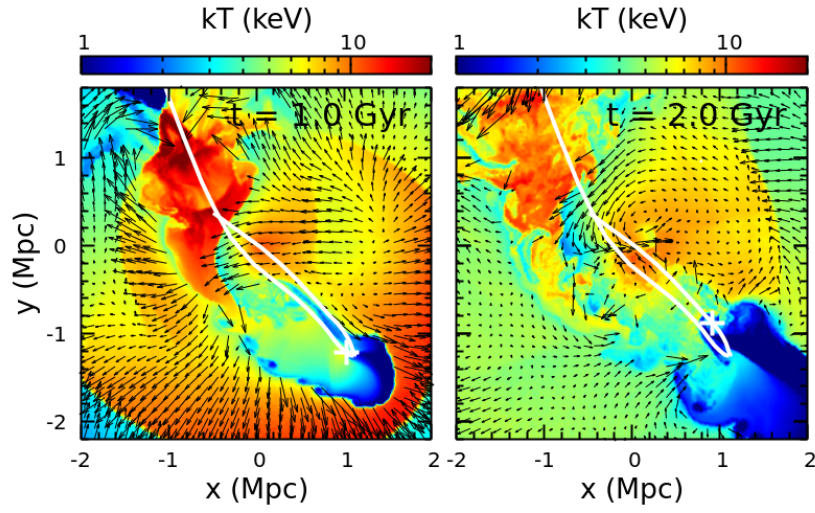 kT (keV) kT (keV)
1 10 1 10
t = 1.0 Gyr t = 2.0 Gyr
y (Mpc)
1
0
-1
-2
-2 -1 0 1 2 -1 0 1 2
x (Mpc) x (Mpc)